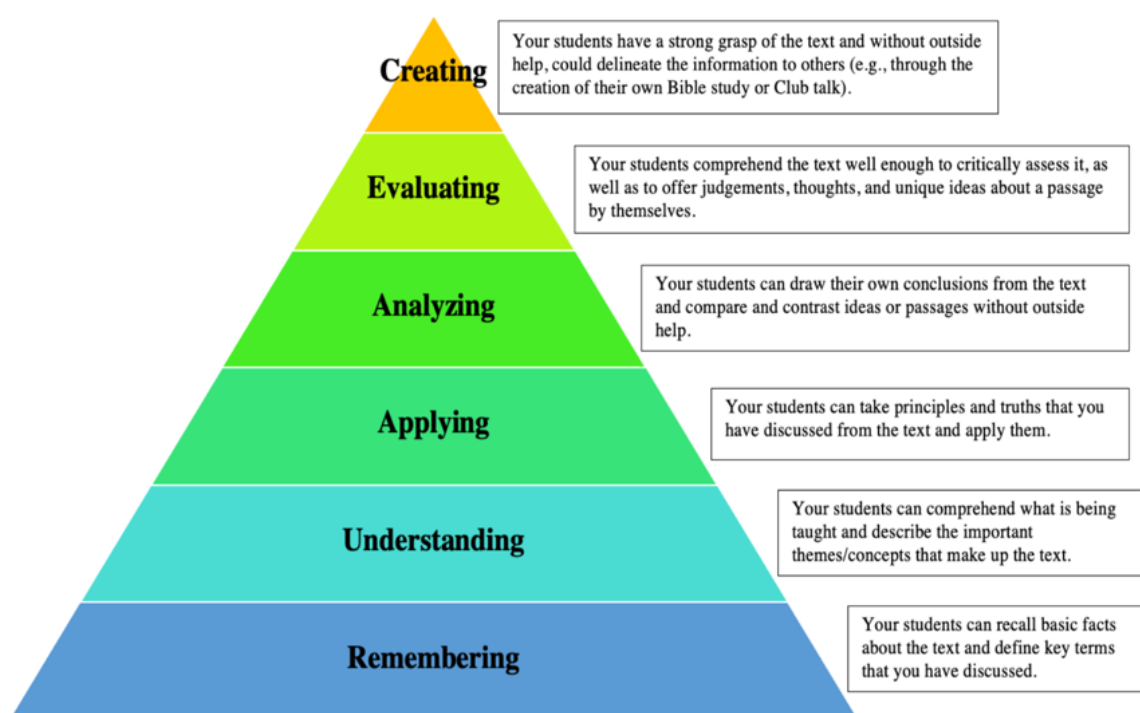 Creating
Your students have a strong grasp of the text and without outside
help, could delineate the information to others (e.g., through the
creation of their own Bible study or Club talk).
Evaluating
Your students comprehend the text well enough to critically assess it, as
well as to offer judgements, thoughts, and unique ideas about a passage
by themselves.
Analyzing
Your students can draw their own conclusions from the text
and compare and contrast ideas or passages without outside
help.
Applying
Your students can take principles and truths that you
have discussed from the text and apply them.
Understanding
Your students can comprehend what is being
taught and describe the important
themes/concepts that make up the text.
Remembering
Your students can recall basic facts
about the text and define key terms
that you have discussed.